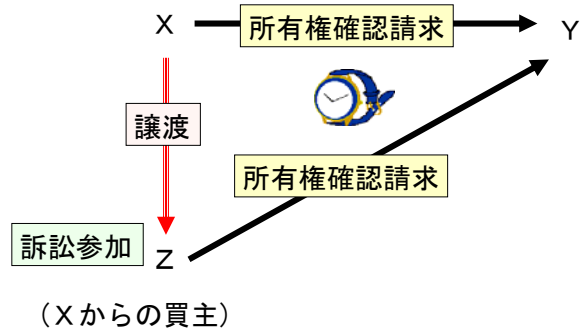 X
所有権確認請求
Y
譲渡
所有権確認請求
訴訟参加
Z
（Xからの買主）